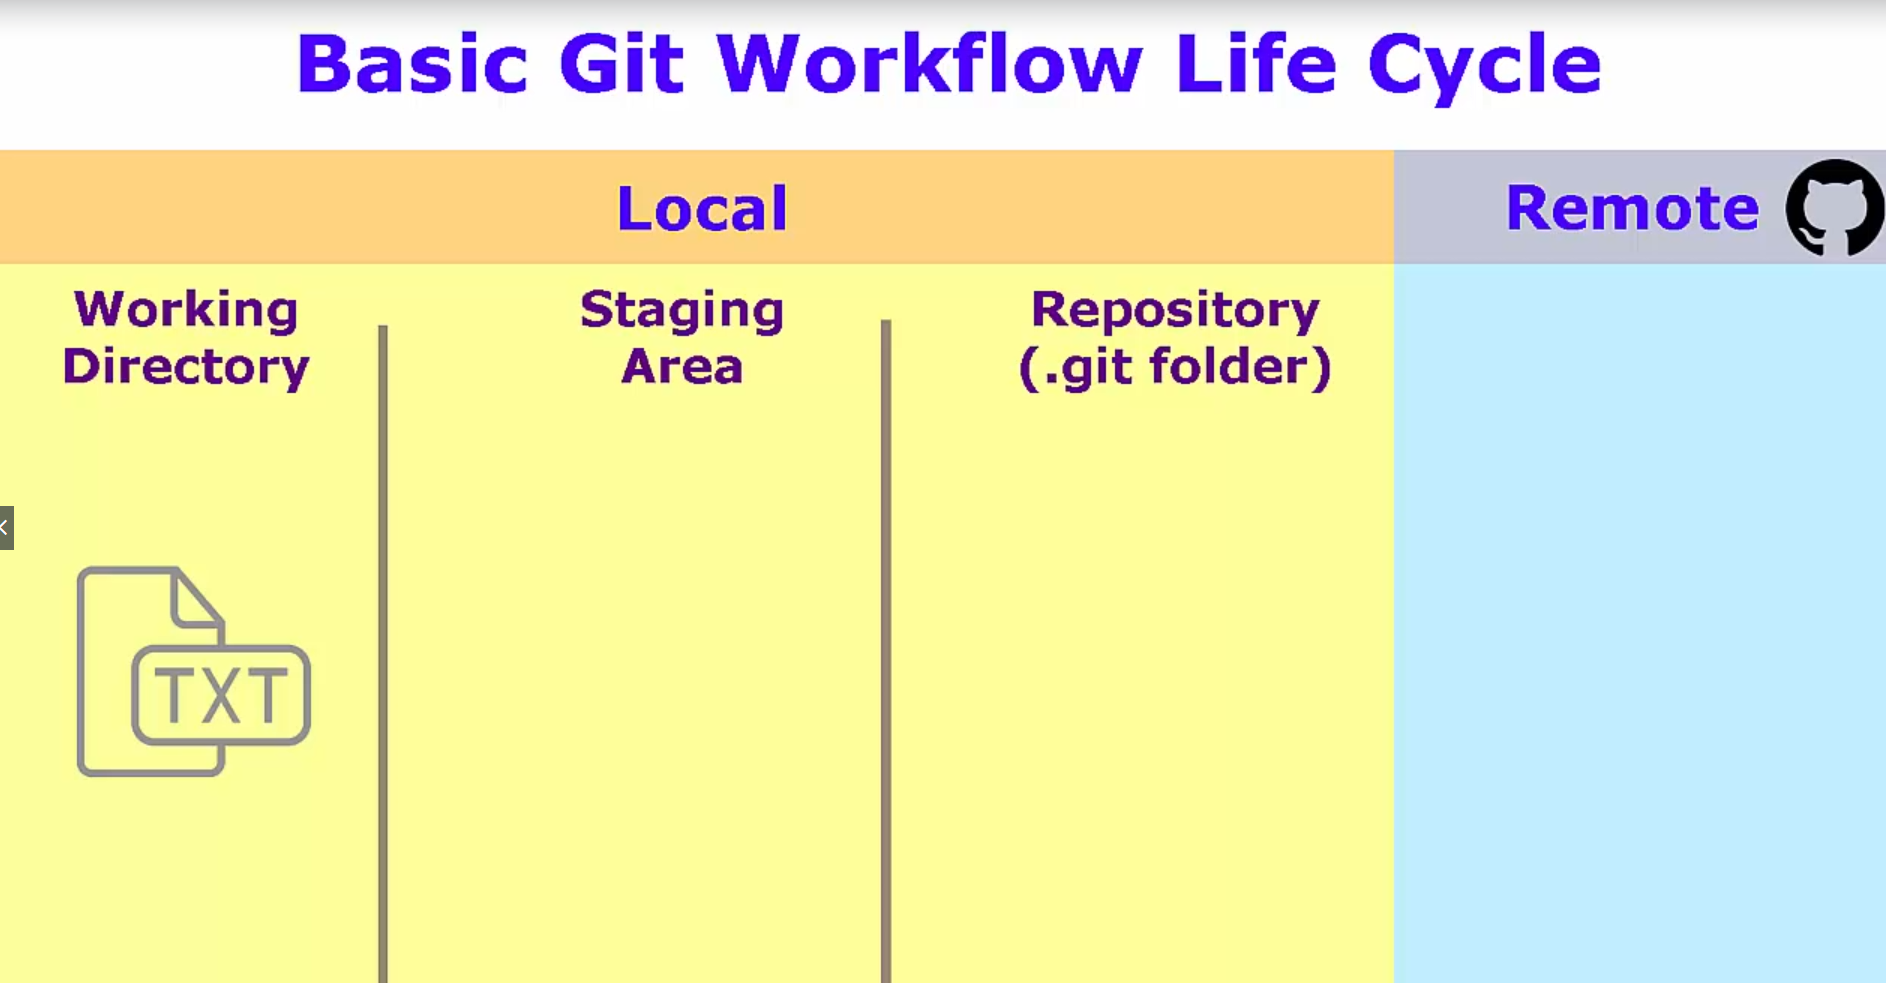 Basic Git Workflow Life Cycle
Local
Remote
Working
Directory
Staging
Area
Repository
(.git folder)
TXT